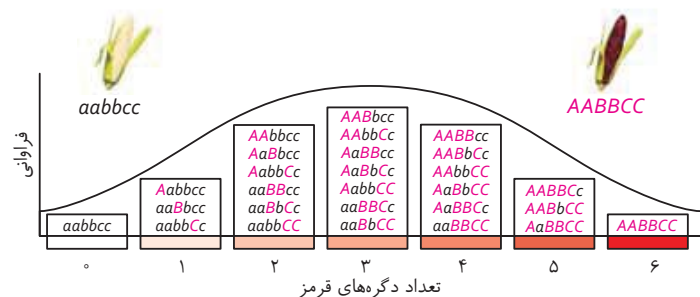 aabbcc
AABBCC
فراوانی
aabbcc
Aabbcc
aaBbcc
aabbCc
AAbbcc
AaBbcc
AabbCc
aaBBcc
aaBbCc
aabbCC
AABbcc
AAbbCc
AaBBcc
AaBbCc
AabbCC
aaBBCc
aaBbCC
AABBcc
AABbCc
AAbbCC
AaBbCC
AaBBCc
aaBBCC
AABBCc
AABbCC
AaBBCC
AABBCC
۰ ۱ ۲ ۳ ۴ ۵ ۶
تعداد دگره‌های قرمز